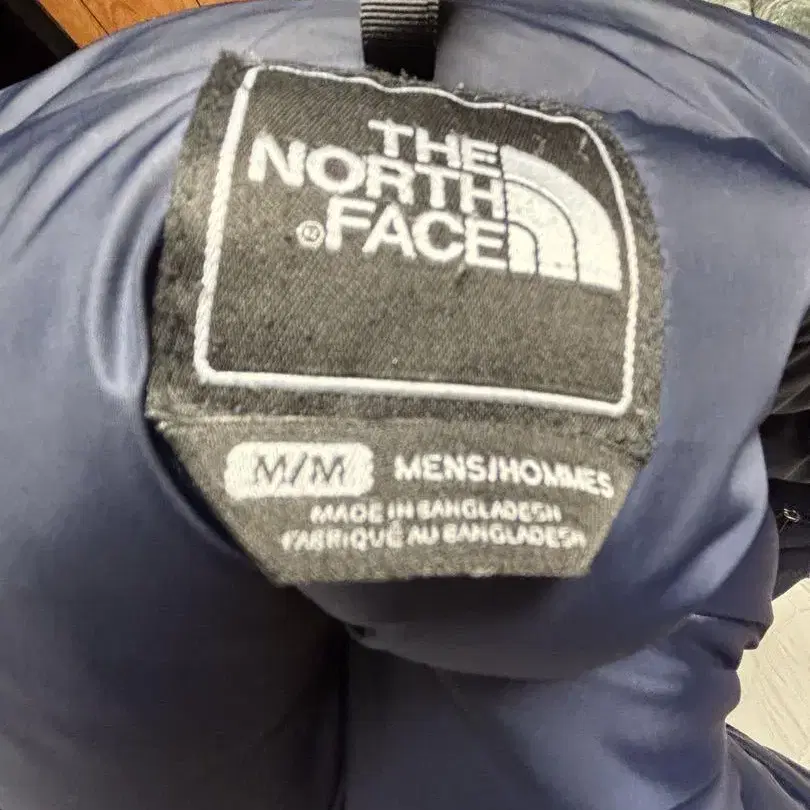 THE
NORTH
®FACE
M/M MENS/HOMMES
MADE IN BANGLADESH
FABRIQUÉ AU BANGLADESH